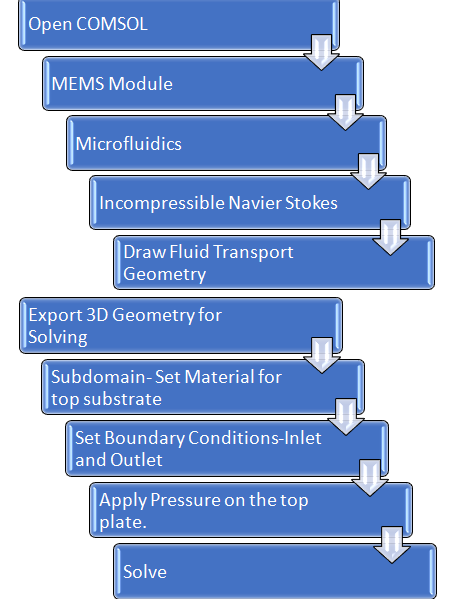 Open COMSOL
MEMS Module
Microfluidics
Incompressible Navier Stokes
Draw Fluid Transport
Geometry
Export 3D Geometry for
Solving
Subdomain- Set Material for
top substrate
Set Boundary Conditions-Inlet
and Outlet
Apply Pressure on the top
plate.
Solve